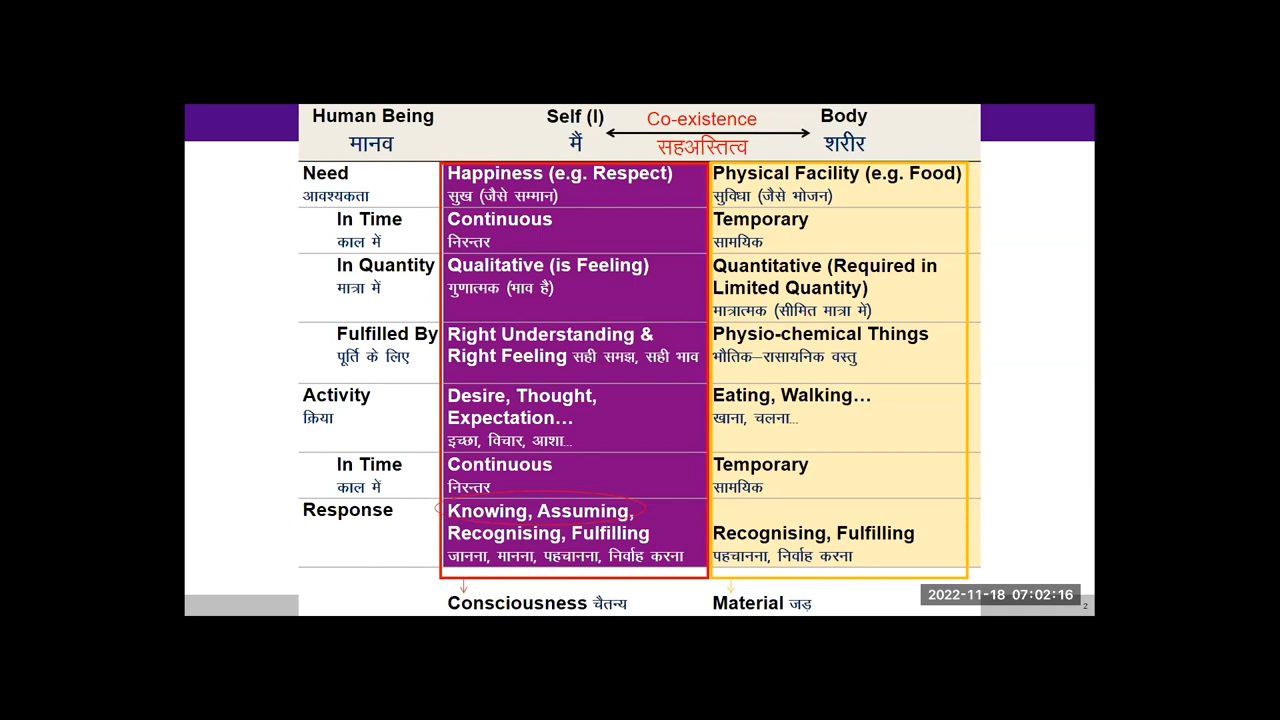 Human Being Self (I) Co-existence Body
मानव मैं सहअस्तित्व शरीर
Need Happiness (e.g. Respect) Physical Facility (e.g. Food)
आवश्यकता सुख (जैसे सम्मान) सुविधा (जैसे भोजन)
In Time Continuous Temporary
काल में निरन्तर सामयिक
In Quantity Qualitative (is Feeling) Quantitative (Required in
मात्रा में गुणात्मक (भाव है) Limited Quantity)
मात्रात्मक (सीमित मात्रा में)
Fulfilled By Right Understanding & Physio-chemical Things
पूर्ति के लिए Right Feeling सही समझ, सही भाव भौतिक–रासायनिक वस्तु
Activity Desire, Thought, Eating, Walking…
क्रिया Expectation… खाना, चलना...
इच्छा, विचार, आशा...
In Time Continuous Temporary
काल में निरन्तर सामयिक
Response Knowing, Assuming,
Recognising, Fulfilling Recognising, Fulfilling
जानना, मानना, पहचानना, निर्वाह करना पहचानना, निर्वाह करना
Consciousness चैतन्य Material जड़
2022-11-18 07:02:16
2